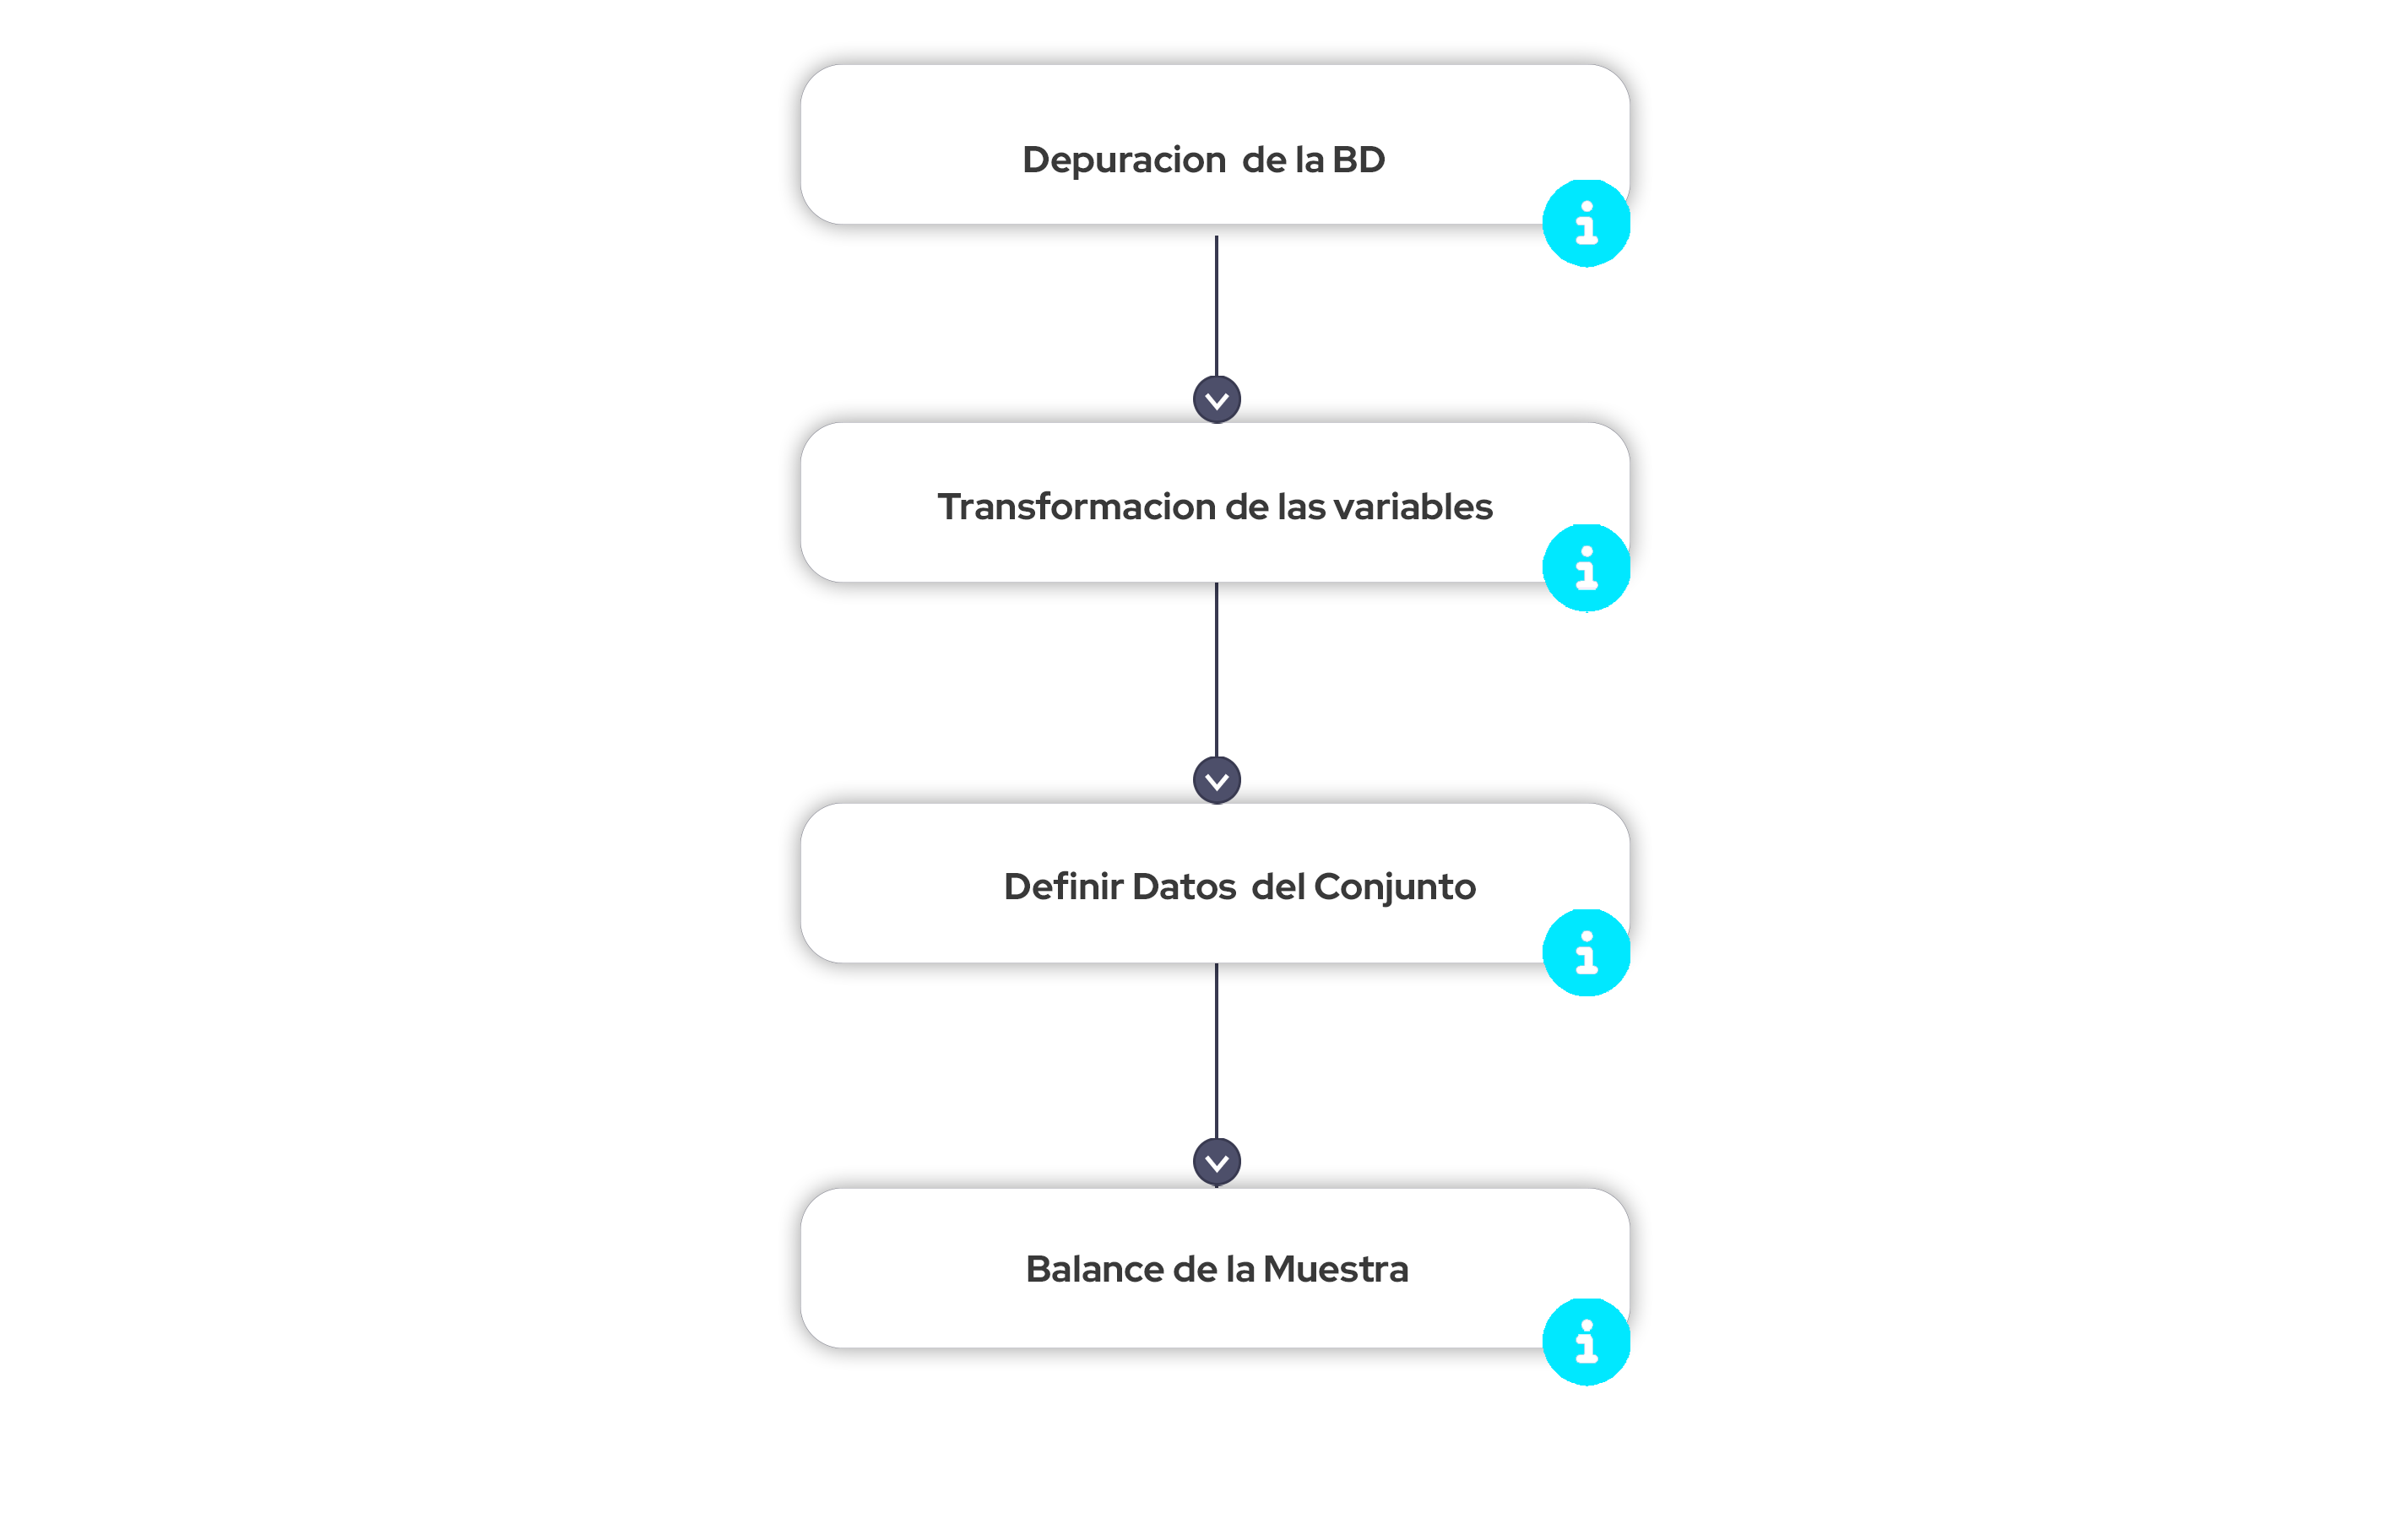 Depuracion de la BD
Transformacion de las variables
Definir Datos del Conjunto
Balance de la Muestra